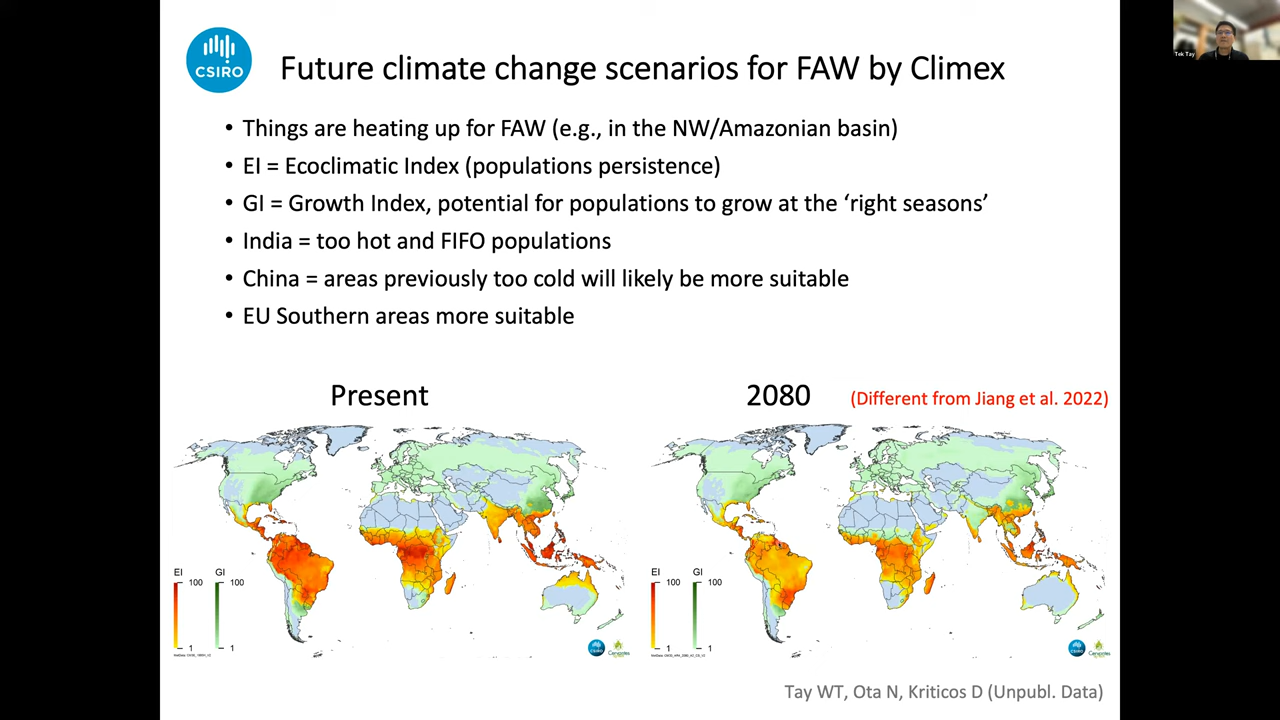 CSIRO
Future climate change scenarios for FAW by Climex
Tek Tay
• Things are heating up for FAW (e.g., in the NW/Amazonian basin)
• EI = Ecoclimatic Index (populations persistence)
• GI = Growth Index, potential for populations to grow at the ‘right seasons’
• India = too hot and FIFO populations
• China = areas previously too cold will likely be more suitable
• EU Southern areas more suitable
Present
2080
(Different from Jiang et al. 2022)
EI
GI
100
100
1
1
CSIRO
EI
GI
100
100
1
1
CSIRO
Tay WT, Ota N, Kriticos D (Unpubl. Data)